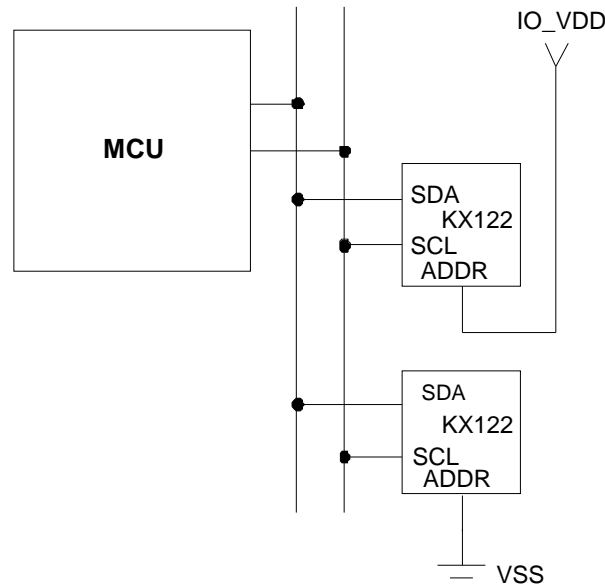 IO_VDD
MCU
SDA
KX122
SCL
ADDR
SDA
KX122
SCL
ADDR
VSS